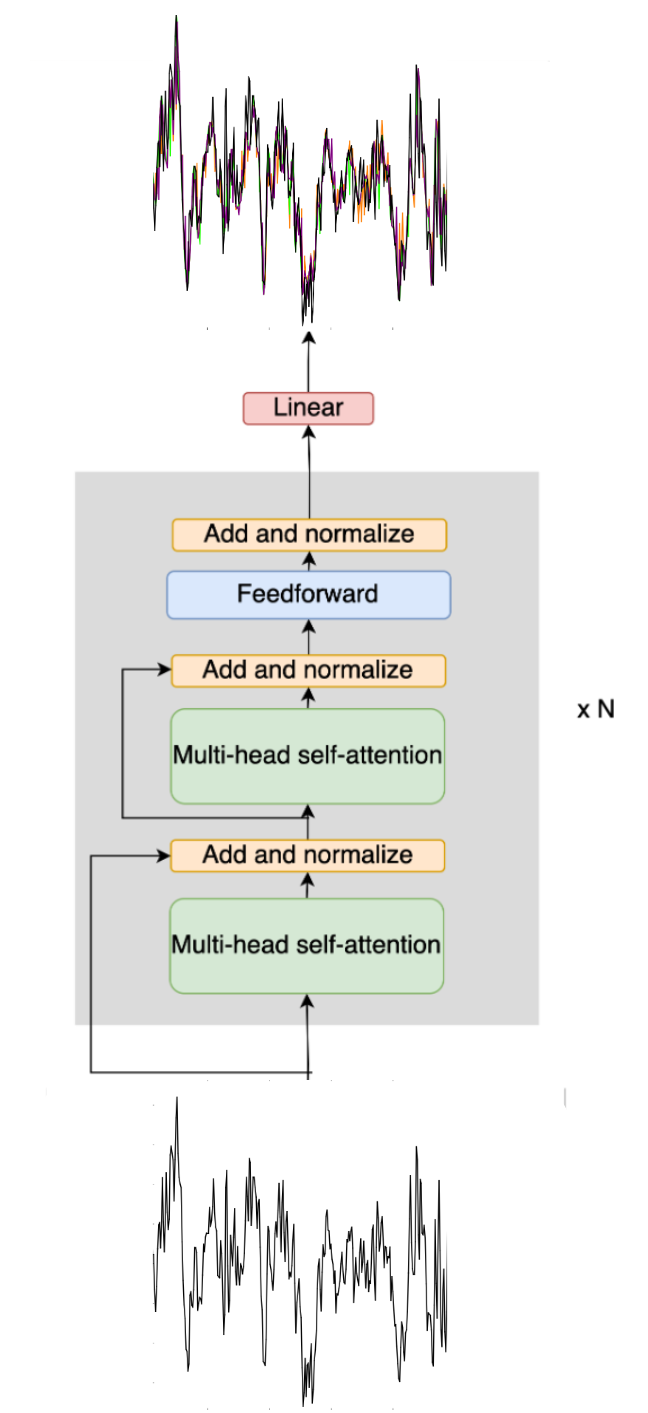 Linear
Add and normalize
Feedforward
Add and normalize
x N
Multi-head self-attention
Add and normalize
Multi-head self-attention